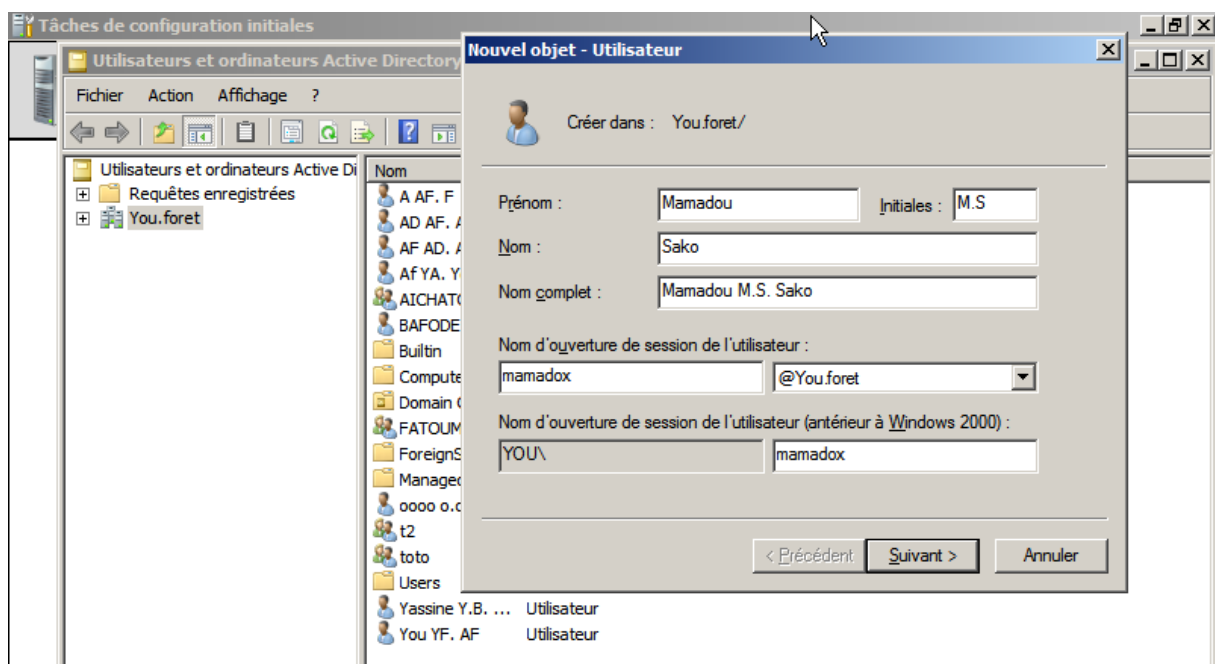 Tâches de configuration initiales
Utilisateurs et ordinateurs Active Directory
Fichier Action Affichage ?
Utilisateurs et ordinateurs Active Di
Requêtes enregistrées
You.foret
Nom
A AF. F
AD AF. A
AF AD. A
Af YA. Y
AICHATO
BAFODE
Builtin
Compute
Domain
FATOUM
ForeignS
Managed
oooo o.c
t2
toto
Users
Yassine Y.B. ... Utilisateur
You YF. AF Utilisateur
Nouvel objet - Utilisateur
Créer dans : You.foret/
Prénom : Mamadou Initiales : M.S
Nom : Sako
Nom complet : Mamadou M.S. Sako
Nom d'ouverture de session de l'utilisateur :
mamadox @You.foret
Nom d'ouverture de session de l'utilisateur (antérieur à Windows 2000) :
YOU\ mamadox
< Précédent Suivant > Annuler